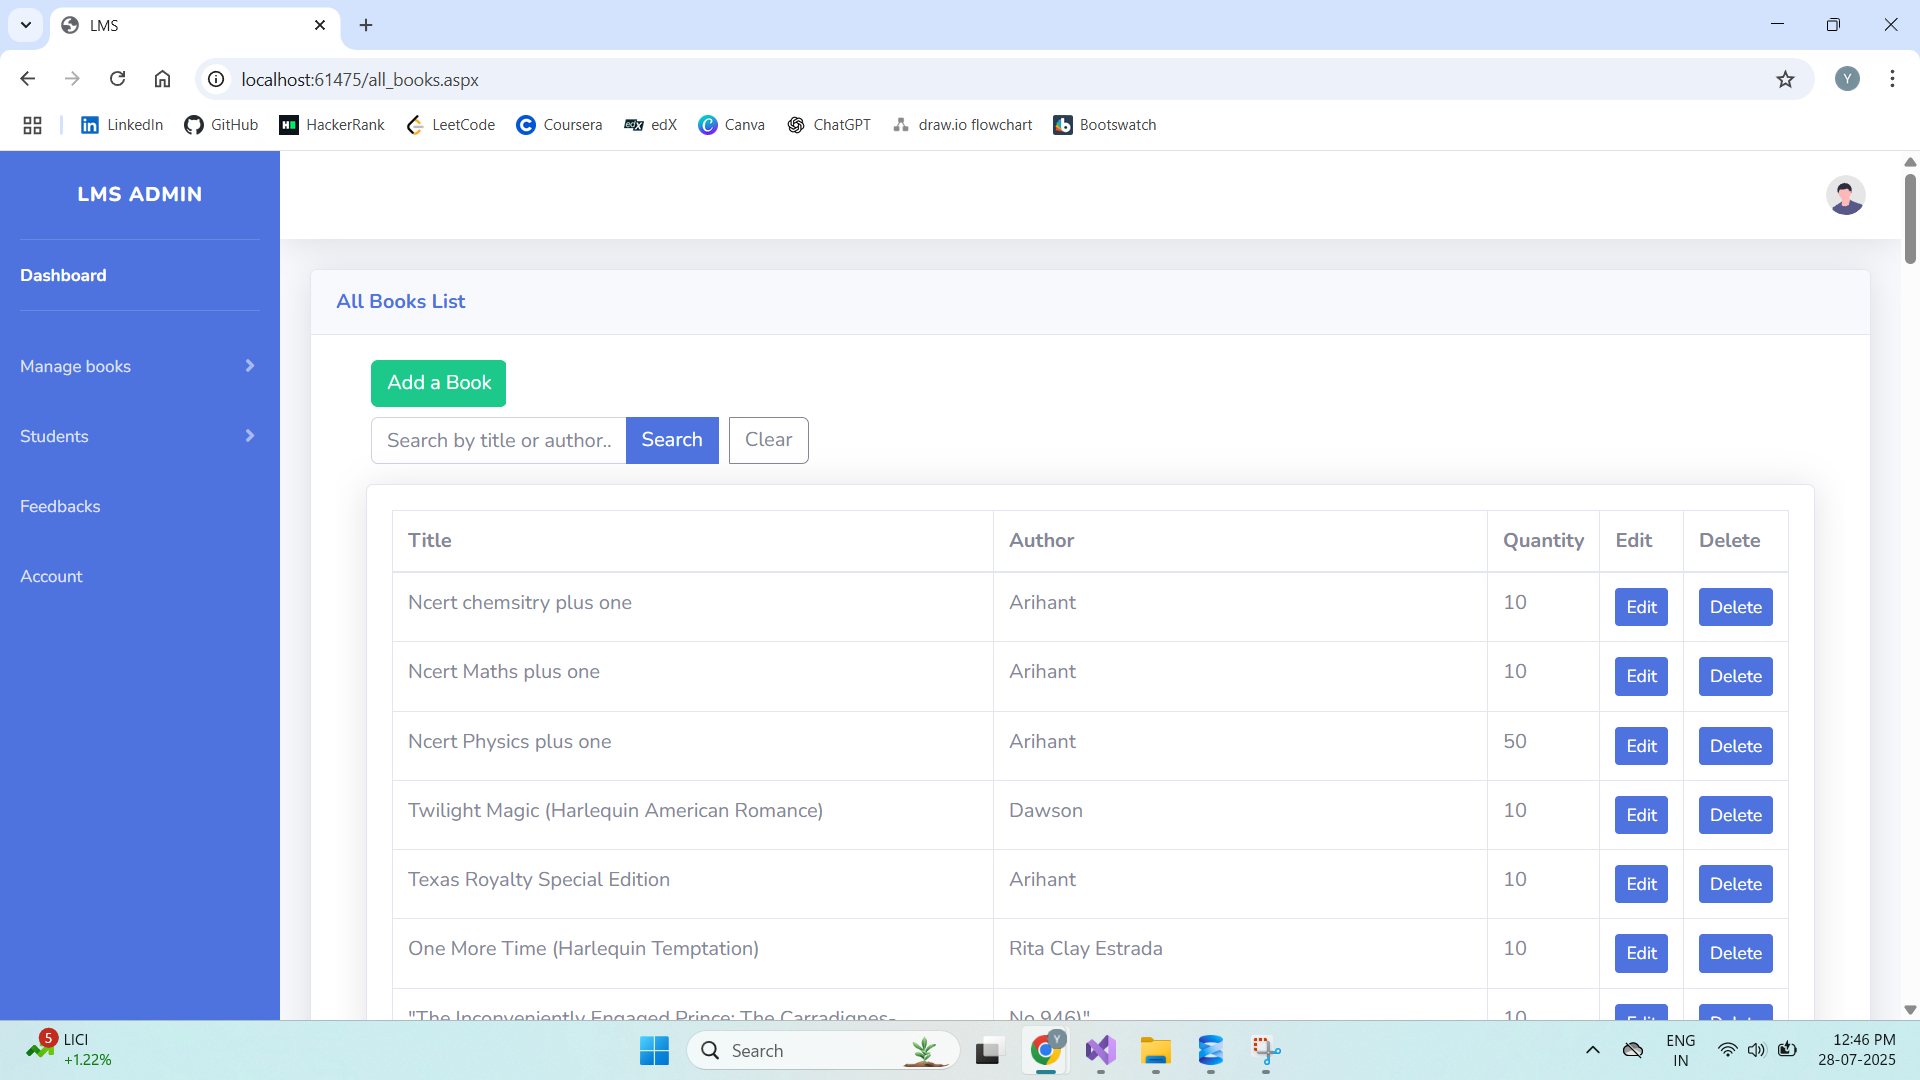 LMS
localhost:61475/all_books.aspx
Y
LinkedIn GitHub HackerRank LeetCode Coursera edX Canva ChatGPT draw.io flowchart Bootswatch
LMS ADMIN
Dashboard
Manage books
Students
Feedbacks
Account
All Books List
Add a Book
Search by title or author.. Search Clear
Title Author Quantity Edit Delete
Ncert chemsitry plus one Arihant 10 Edit Delete
Ncert Maths plus one Arihant 10 Edit Delete
Ncert Physics plus one Arihant 50 Edit Delete
Twilight Magic (Harlequin American Romance) Dawson 10 Edit Delete
Texas Royalty Special Edition Arihant 10 Edit Delete
One More Time (Harlequin Temptation) Rita Clay Estrada 10 Edit Delete
"The Inconveniently Engaged Prince: The Carradignes- No.946)" 10 Edit Delete
5 LICI
+1.22%
Search
Y
ENG
IN
12:46 PM
28-07-2025